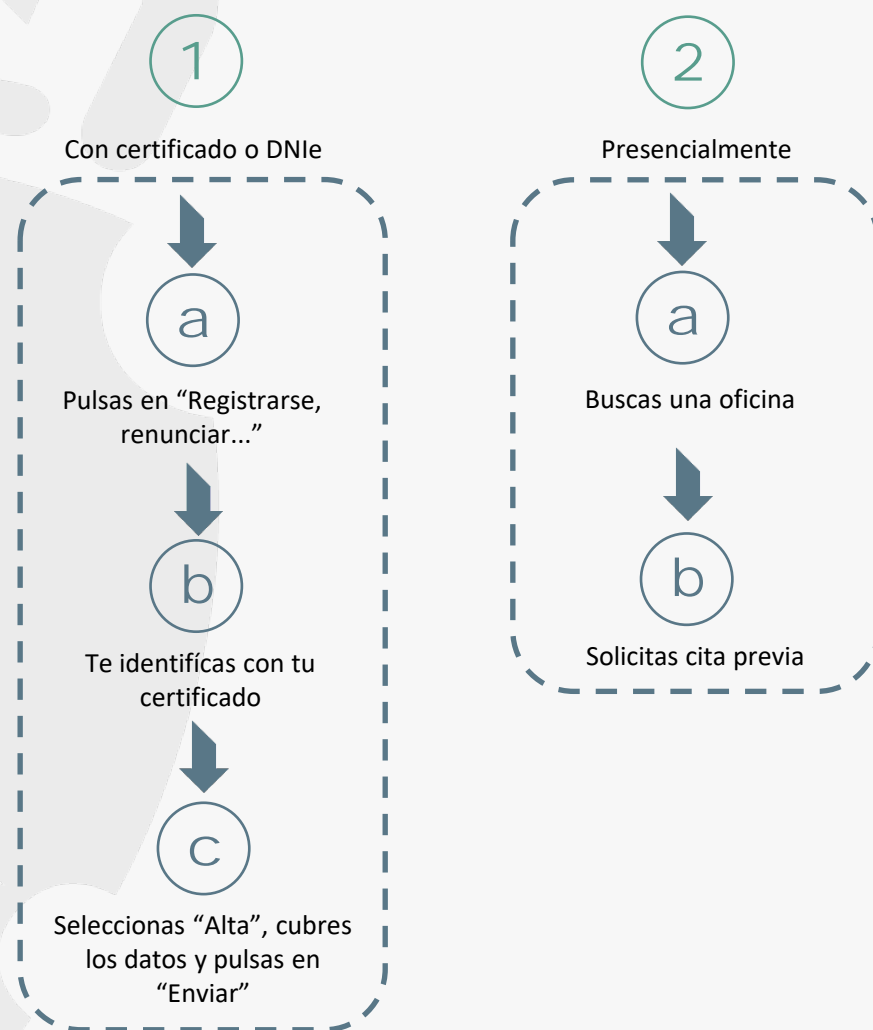 1
Con certificado o DNIe
a
Pulsas en “Registrarse,
renunciar...”
b
Te identifícas con tu
certificado
c
Seleccionas “Alta”, cubres
los datos y pulsas en
“Enviar”
2
Presencialmente
a
Buscas una oficina
b
Solicitas cita previa